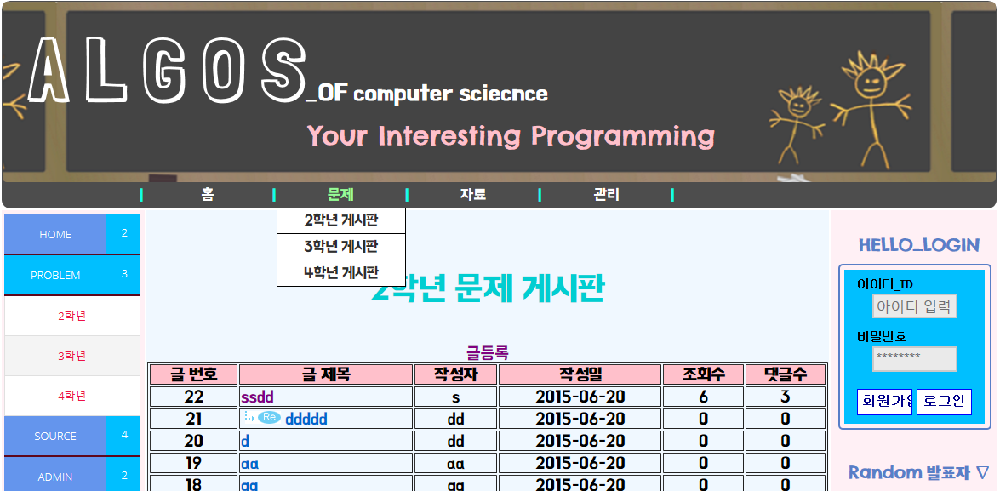 ALGOS_OF computer sciecnce
Your Interesting Programming
홈 문제 자료 관리
2학년 게시판
3학년 게시판
4학년 게시판
HOME 2
PROBLEM 3
2학년
3학년
4학년
SOURCE 4
ADMIN 2
2학년 문제 게시판
글등록
글 번호 글 제목 작성자 작성일 조회수 댓글수
22 ssdd s 2015-06-20 6 3
21 Re ddddd dd 2015-06-20 0 0
20 d dd 2015-06-20 0 0
19 aa aa 2015-06-20 0 0
18 aa aa 2015-06-20 0 0
HELLO_LOGIN
아이디_ID
아이디 입력
비밀번호
********
회원가입 로그인
Random 발표자 ▽